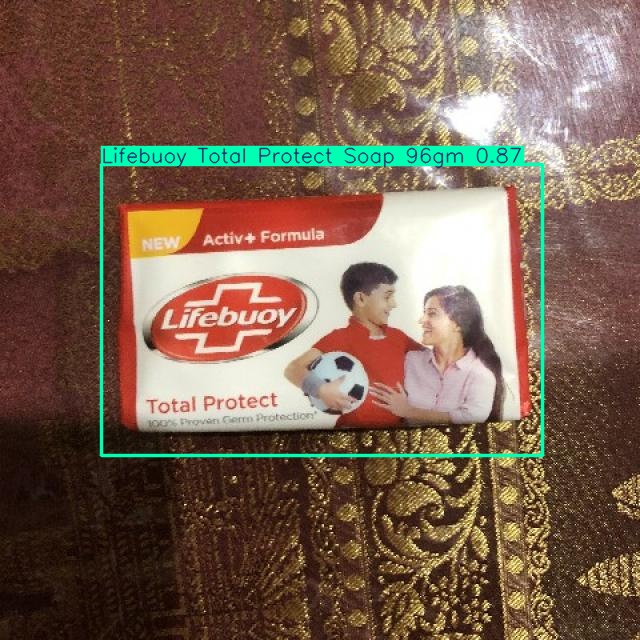 Lifebuoy Total Protect Soap 96gm 0.87
NEW
Activ+ Formula
Lifebuoy
Total Protect
100% Proven Germ Protection*